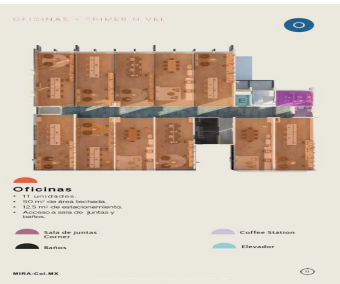 OFICINAS - PRIMER NIVEL
Oficinas
• 11 unidades.
• 50 m² de área techada.
• 12.5 m² de estacionamiento.
• Acceso a sala de juntas y
baños.
Sala de juntas
Corner
Coffee Station
Baños
Elevador
MIRA-Col.MX